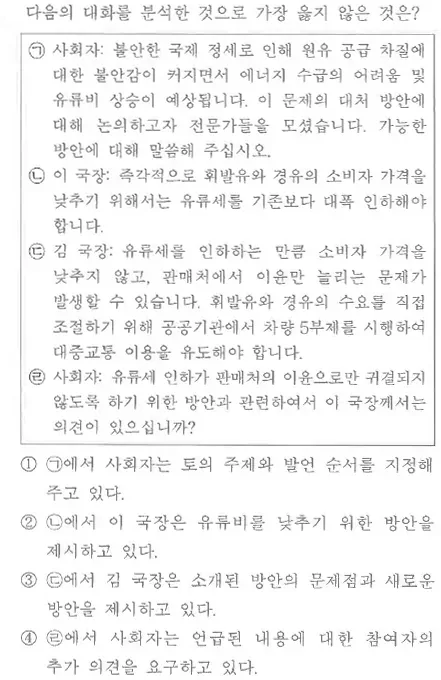 다음의 대화를 분석한 것으로 가장 옳지 않은 것은?
㉠ 사회자: 불안한 국제 정세로 인해 원유 공급 차질에
대한 불안감이 커지면서 에너지 수급의 어려움 및
유류비 상승이 예상됩니다. 이 문제의 대처 방안에
대해 논의하고자 전문가들을 모셨습니다. 가능한
방안에 대해 말씀해 주십시오.
㉡ 이 국장: 즉각적으로 휘발유와 경유의 소비자 가격을
낮추기 위해서는 유류세를 기존보다 대폭 인하해야
합니다.
㉢ 김 국장: 유류세를 인하하는 만큼 소비자 가격을
낮추지 않고, 판매처에서 이윤만 늘리는 문제가
발생할 수 있습니다. 휘발유와 경유의 수요를 직접
조절하기 위해 공공기관에서 차량 5부제를 시행하여
대중교통 이용을 유도해야 합니다.
㉣ 사회자: 유류세 인하가 판매처의 이윤으로만 귀결되지
않도록 하기 위한 방안과 관련하여서 이 국장께서는
의견이 있으십니까?
① ㉠에서 사회자는 토의 주제와 발언 순서를 지정해
주고 있다.
② ㉡에서 이 국장은 유류비를 낮추기 위한 방안을
제시하고 있다.
③ ㉢에서 김 국장은 소개된 방안의 문제점과 새로운
방안을 제시하고 있다.
④ ㉣에서 사회자는 언급된 내용에 대한 참여자의
추가 의견을 요구하고 있다.